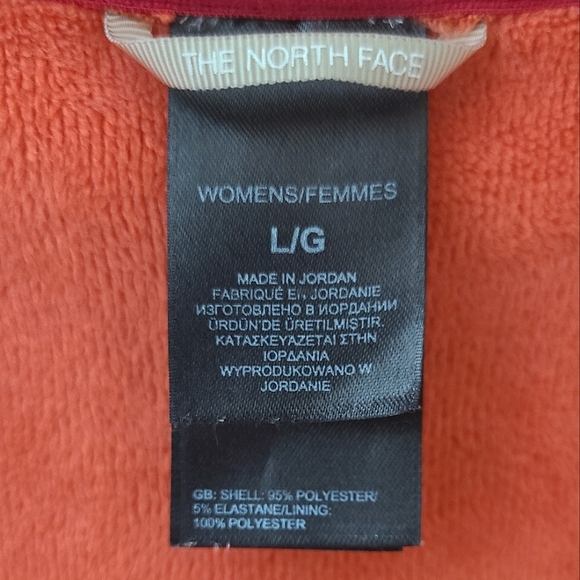 THE NORTH FACE
WOMENS/FEMMES
L/G
MADE IN JORDAN
FABRIQUÉ EN JORDANIE
ИЗГОТОВЛЕНО В ИОРДАНИИ
ÜRDÜN'DE ÜRETILMIŞTIR.
ΚΑΤΑΣΚΕΥΆΖΕΤΑΙ ΣΤΗΝ
ΙΟΡΔΑΝΙΑ
WYPRODUKOWANO W
JORDANIE
GB: SHELL: 95% POLYESTER/
5% ELASTANE/LINING:
100% POLYESTER